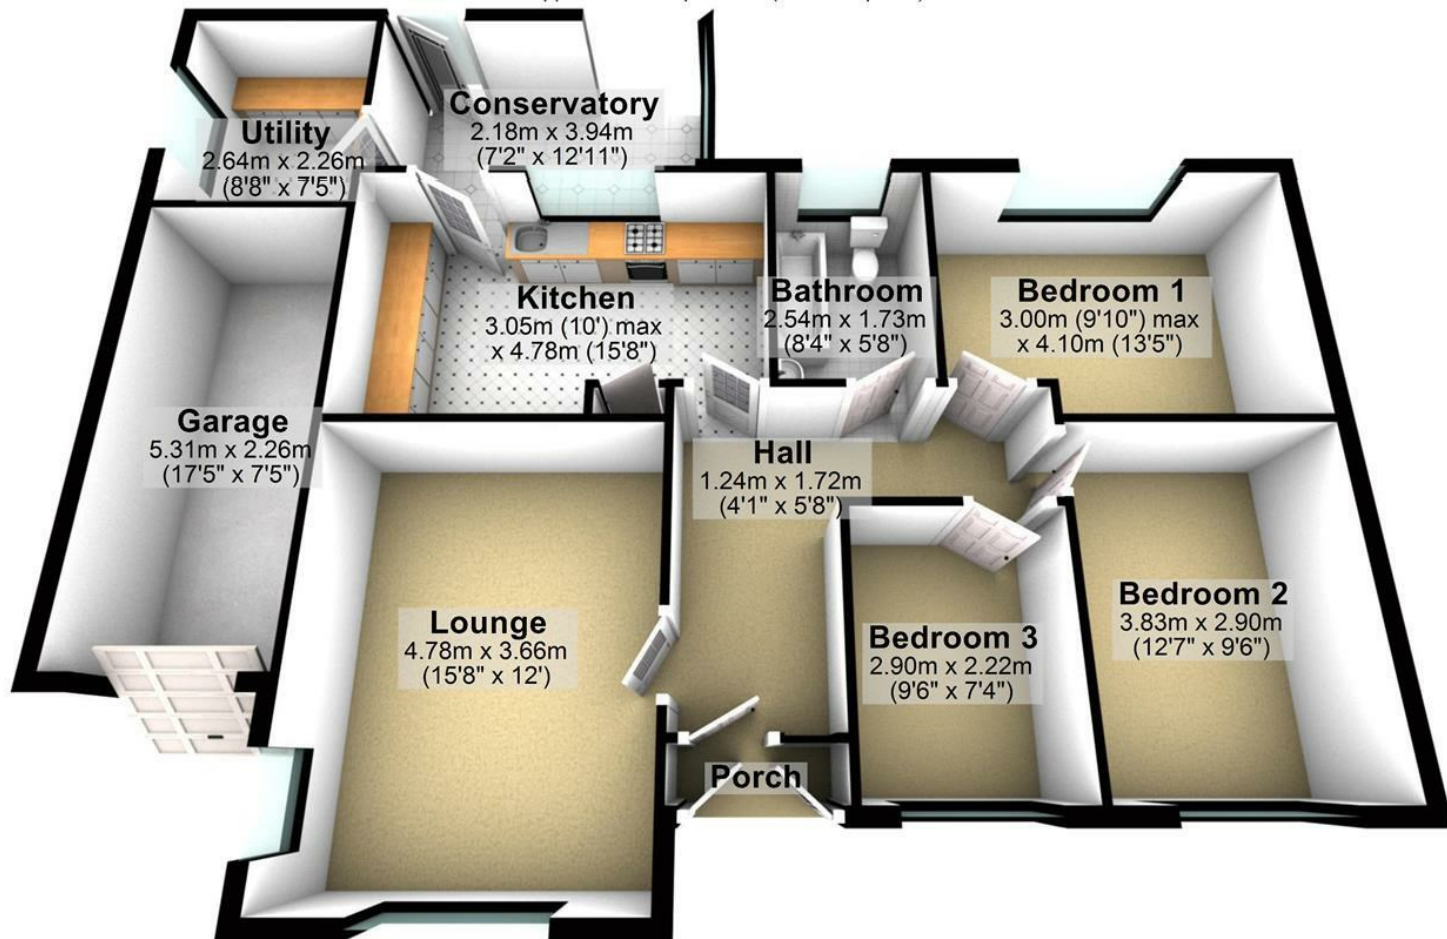 Conservatory
2.18m x 3.94m
(7'2" x 12'11")
Utility
2.64m x 2.26m
(8'8" x 7'5")
Kitchen
3.05m (10') max
x 4.78m (15'8")
Bathroom
2.54m x 1.73m
(8'4" x 5'8")
Bedroom 1
3.00m (9'10") max
x 4.10m (13'5")
Garage
5.31m x 2.26m
(17'5" x 7'5")
Hall
1.24m x 1.72m
(4'1" x 5'8")
Lounge
4.78m x 3.66m
(15'8" x 12')
Bedroom 3
2.90m x 2.22m
(9'6" x 7'4")
Bedroom 2
3.83m x 2.90m
(12'7" x 9'6")
Porch